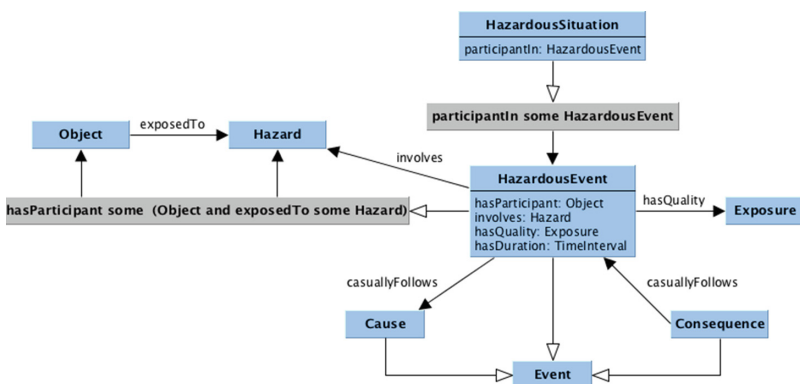 HazardousSituation
participantIn: HazardousEvent
participantIn some HazardousEvent
exposedTo
Object
Hazard
involves
HazardousEvent
hasParticipant: Object
involves: Hazard
hasQuality: Exposure
hasDuration: TimeInterval
hasQuality
Exposure
hasParticipant some (Object and exposedTo some Hazard)
casuallyFollows
casuallyFollows
Cause
Consequence
Event